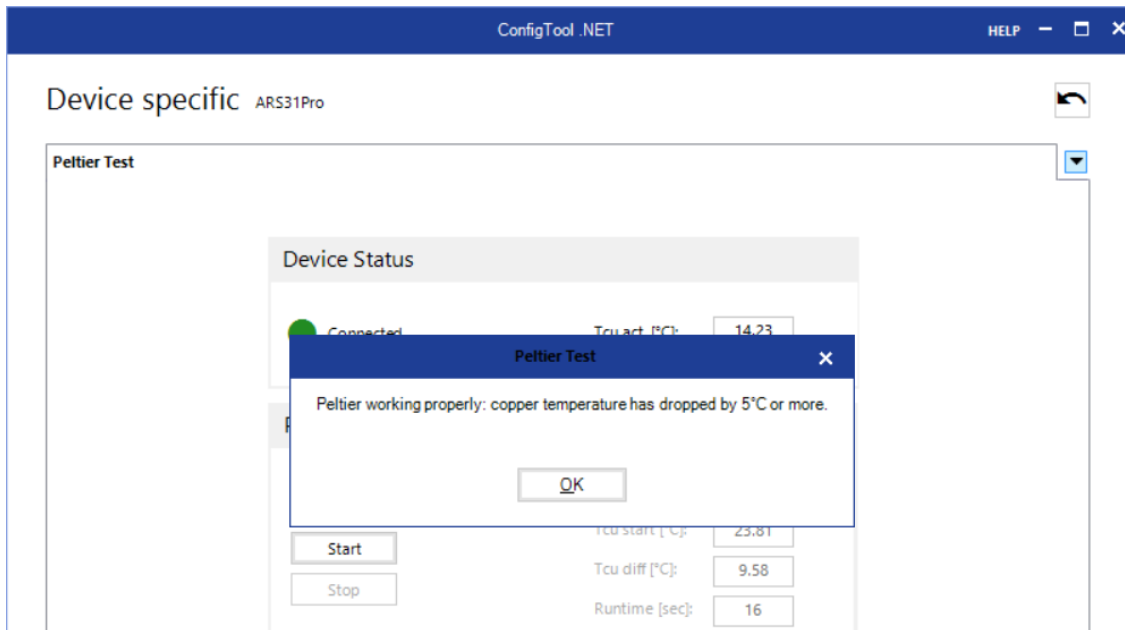 ConfigTool .NET
HELP
Device specific ARS31Pro
Peltier Test
Device Status
Connected
Tcu act. [°C]: 14.23
Peltier Test
Peltier working properly: copper temperature has dropped by 5°C or more.
OK
Tcu start [°C]: 23.81
Start
Tcu diff [°C]: 9.58
Stop
Runtime [sec]: 16